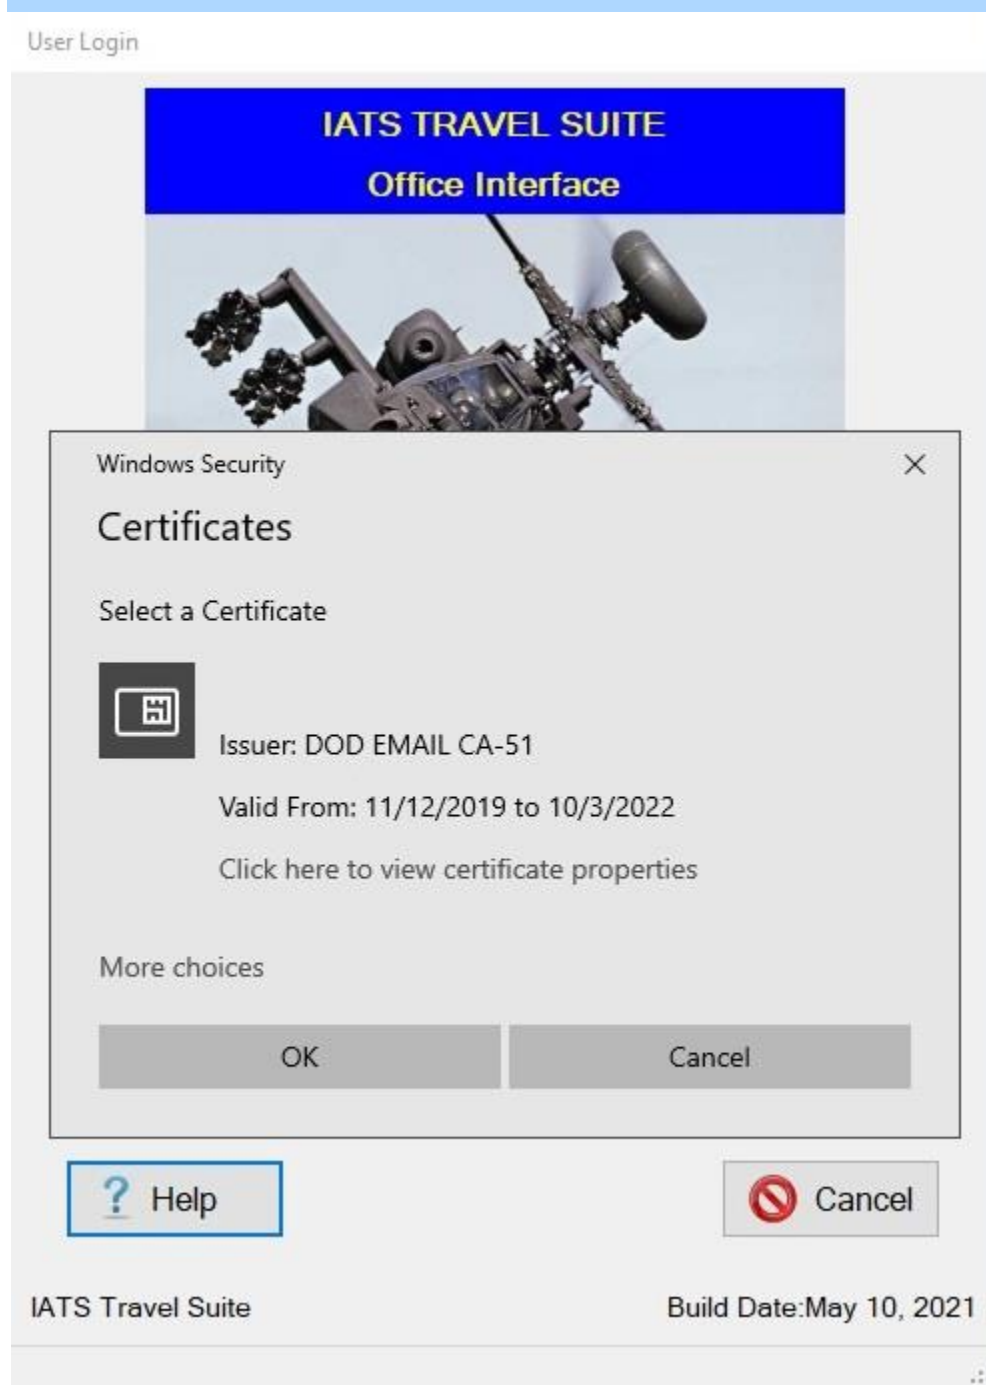 User Login
IATS TRAVEL SUITE
Office Interface
Windows Security
Certificates
Select a Certificate
Issuer: DOD EMAIL CA-51
Valid From: 11/12/2019 to 10/3/2022
Click here to view certificate properties
More choices
OK Cancel
? Help Cancel
IATS Travel Suite Build Date:May 10, 2021